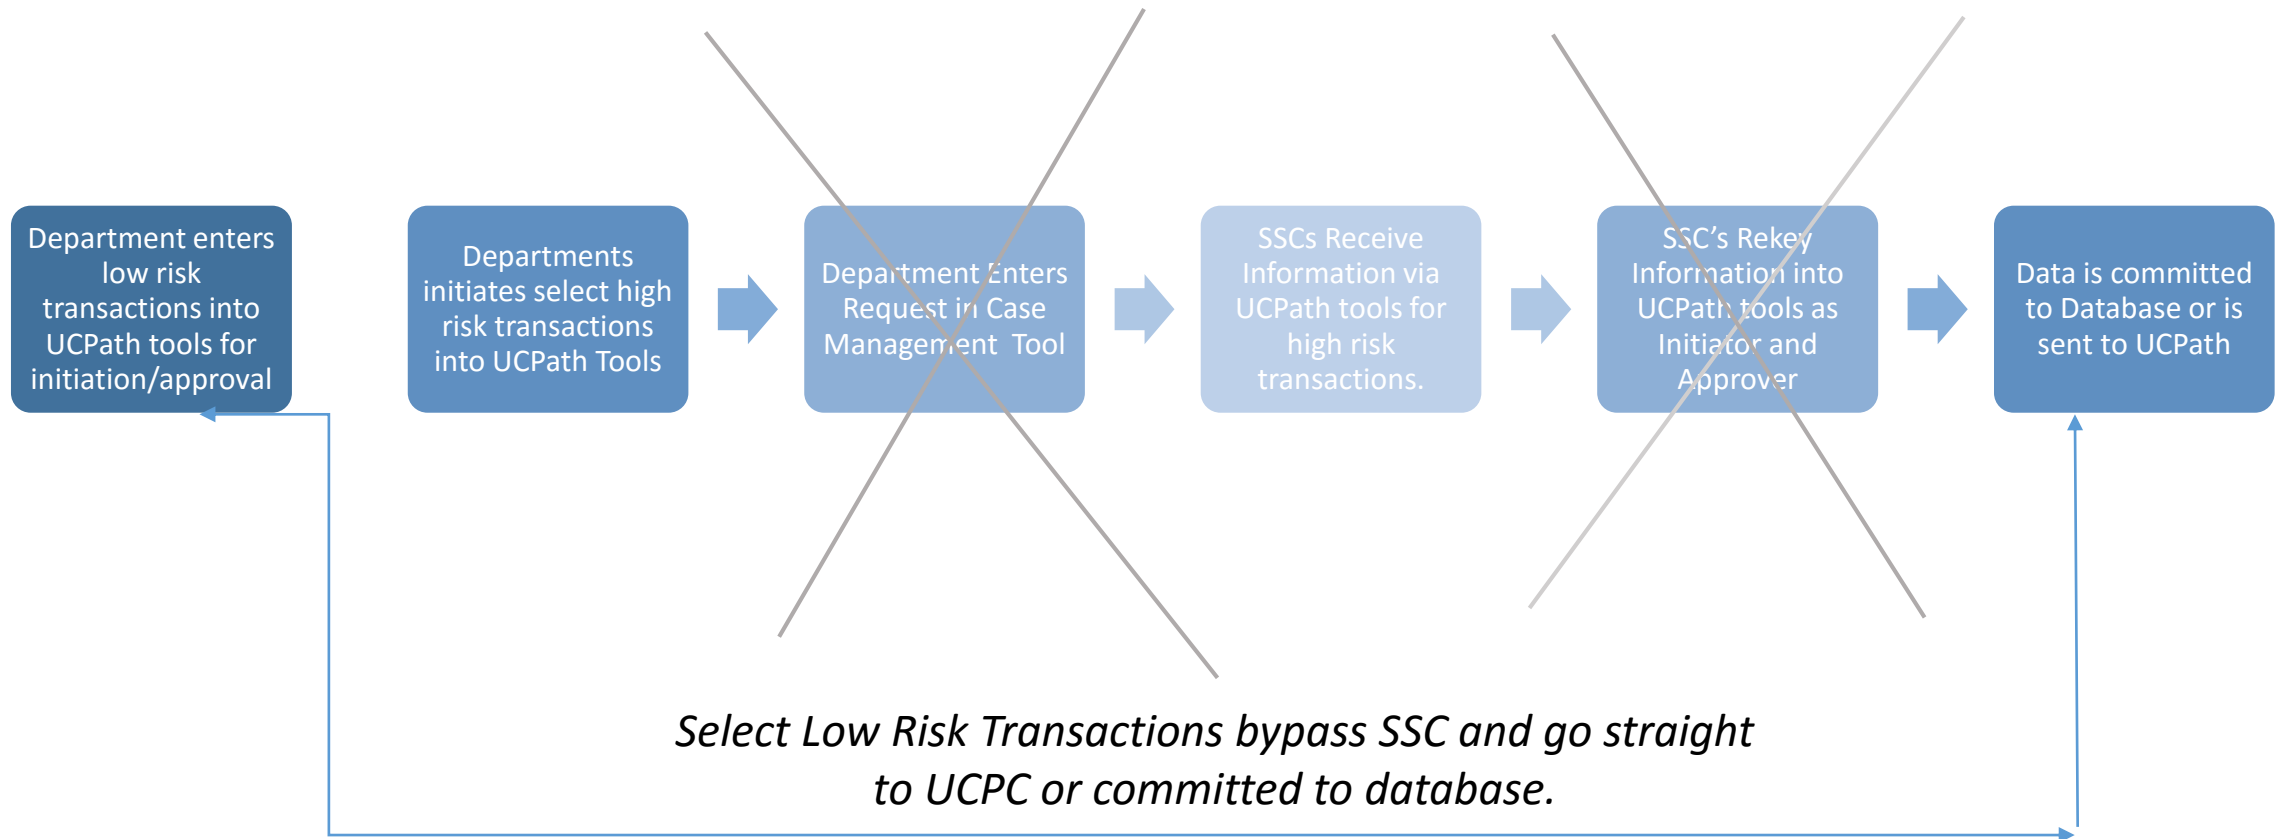 Department enters
low risk
transactions into
UCPath tools for
initiation/approval
Departments
initiates select high
risk transactions
into UCPath Tools
Department Enters
Request in Case
Management Tool
SSCs Receive
Information via
UCPath tools for
high risk
transactions.
SSC’s Rekey
Information into
UCPath tools as
Initiator and
Approver
Data is committed
to Database or is
sent to UCPath
Select Low Risk Transactions bypass SSC and go straight
to UCPC or committed to database.